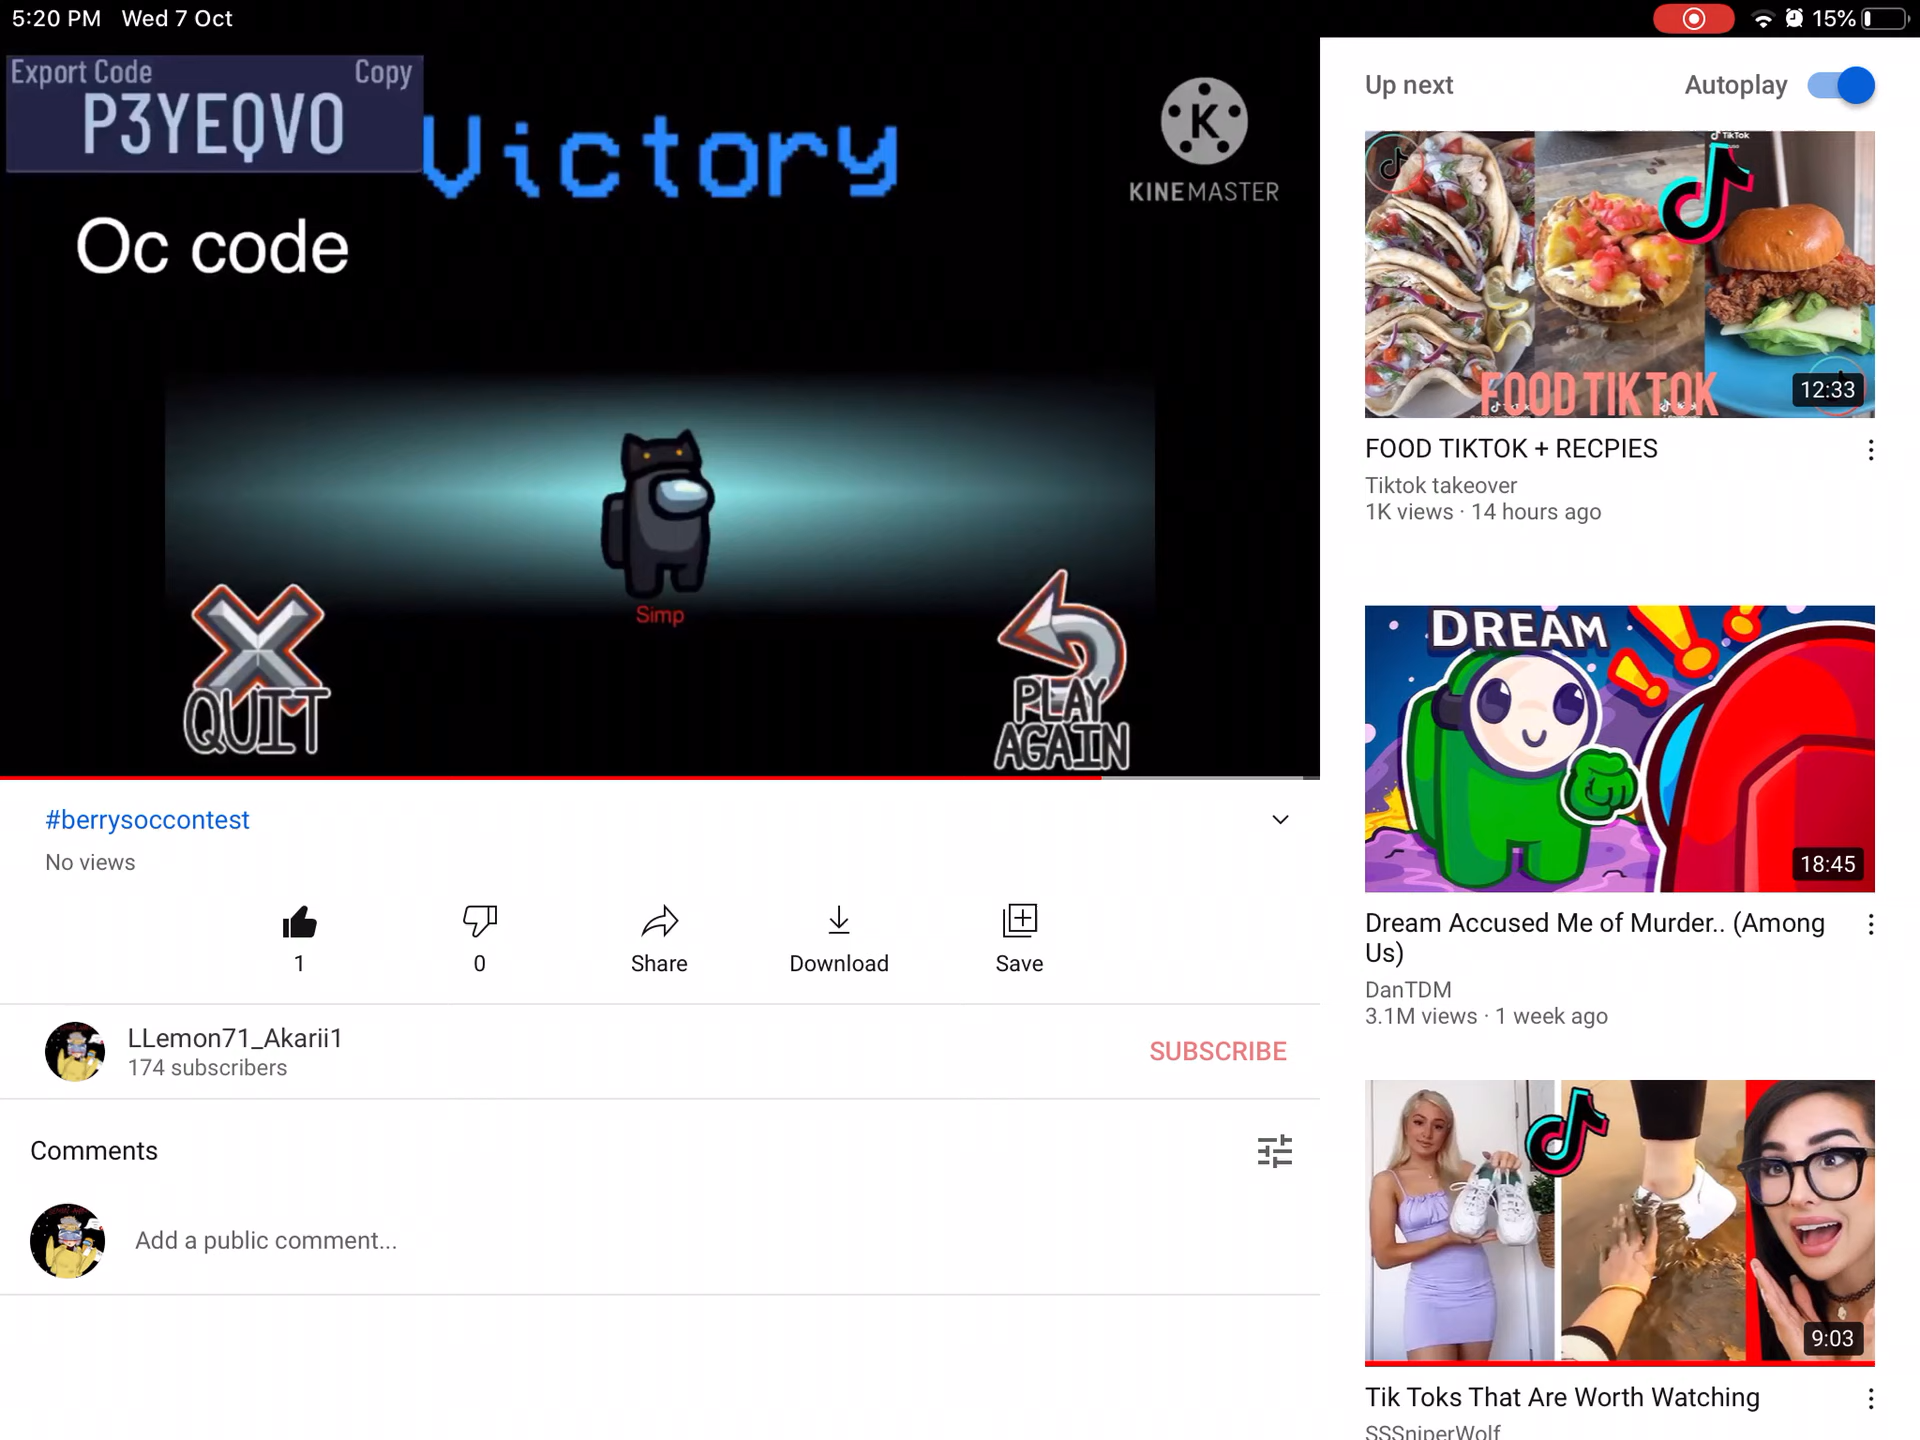 5:20 PM Wed 7 Oct
15%
Export Code Copy
P3YEQVO
Victory
K
KINEMASTER
Oc code
Simp
QUIT
PLAY
AGAIN
#berrysoccontest
No views
1
0
Share
Download
Save
LLemon71_Akarii1
174 subscribers
SUBSCRIBE
Comments
Add a public comment...
Up next
Autoplay
TikTok
FOOD TIKTOK
12:33
FOOD TIKTOK + RECPIES
Tiktok takeover
1K views · 14 hours ago
DREAM
18:45
Dream Accused Me of Murder.. (Among
Us)
DanTDM
3.1M views · 1 week ago
9:03
Tik Toks That Are Worth Watching
SSSniperWolf